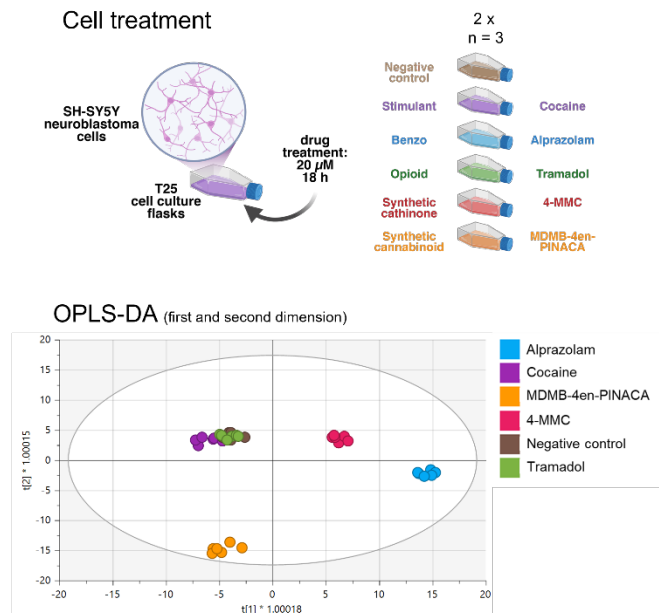 Cell treatment
2 x
n = 3
SH-SY5Y
neuroblastoma
cells
T25
cell culture
flasks
drug
treatment:
20 µM
18 h
Negative
control
Stimulant
Cocaine
Benzo
Alprazolam
Opioid
Tramadol
Synthetic
cathinone
4-MMC
Synthetic
cannabinoid
MDMB-4en-
PINACA
OPLS-DA (first and second dimension)
20
15
10
5
0
-5
-10
-15
-20
t[2] * 1.00015
-20
-15
-10
-5
0
5
10
15
20
t[1] * 1.00018
Alprazolam
Cocaine
MDMB-4en-PINACA
4-MMC
Negative control
Tramadol